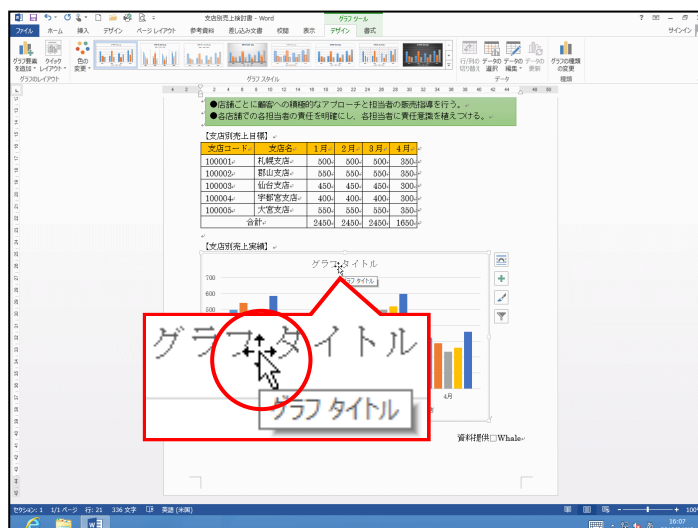 支店別売上検討書 - Word
グラフ ツール
ファイル ホーム 挿入 デザイン ページ レイアウト 参考資料 差し込み文書 校閲 表示 デザイン 書式
サインイン
グラフ要素を追加 クイックレイアウト 色の変更 行/列の切り替え データの選択 データの編集 データの更新 グラフの種類の変更
グラフのレイアウト グラフ スタイル データ 種類
●店舗ごとに顧客への積極的なアプローチと担当者の販売指導を行う。
●各店舗での各担当者の責任を明確にし、各担当者に責任意識を植えつける。
【支店別売上目標】
支店コード 支店名 1月 2月 3月 4月
100001 札幌支店 500 500 500 350
100002 郡山支店 550 550 550 350
100003 仙台支店 450 450 450 300
100004 宇都宮支店 400 400 400 300
100005 大宮支店 550 550 550 350
合計 2450 2450 2450 1650
【支店別売上実績】
グラフ タイトル
グラフ タイトル
700
600
500
グラフ タイトル
グラフ タイトル
4月
資料提供□Whale
セクション: 1 1/1 ページ 行: 21 336 文字 英語 (米国)
100
16:07